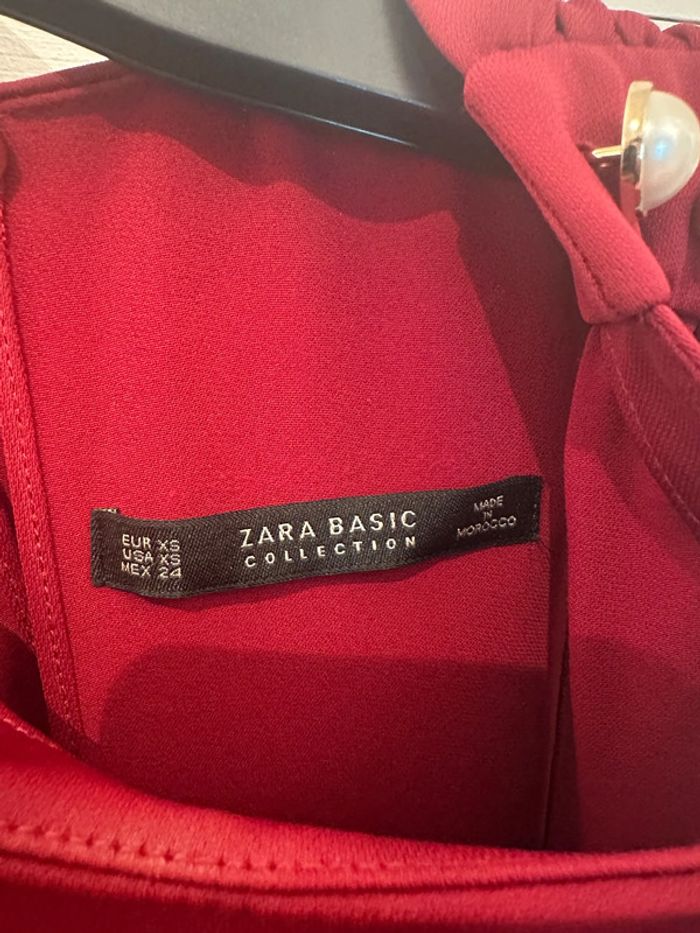 EUR XS
USA XS
MEX 24
ZARA BASIC
COLLECTION
MADE
IN
MOROCCO